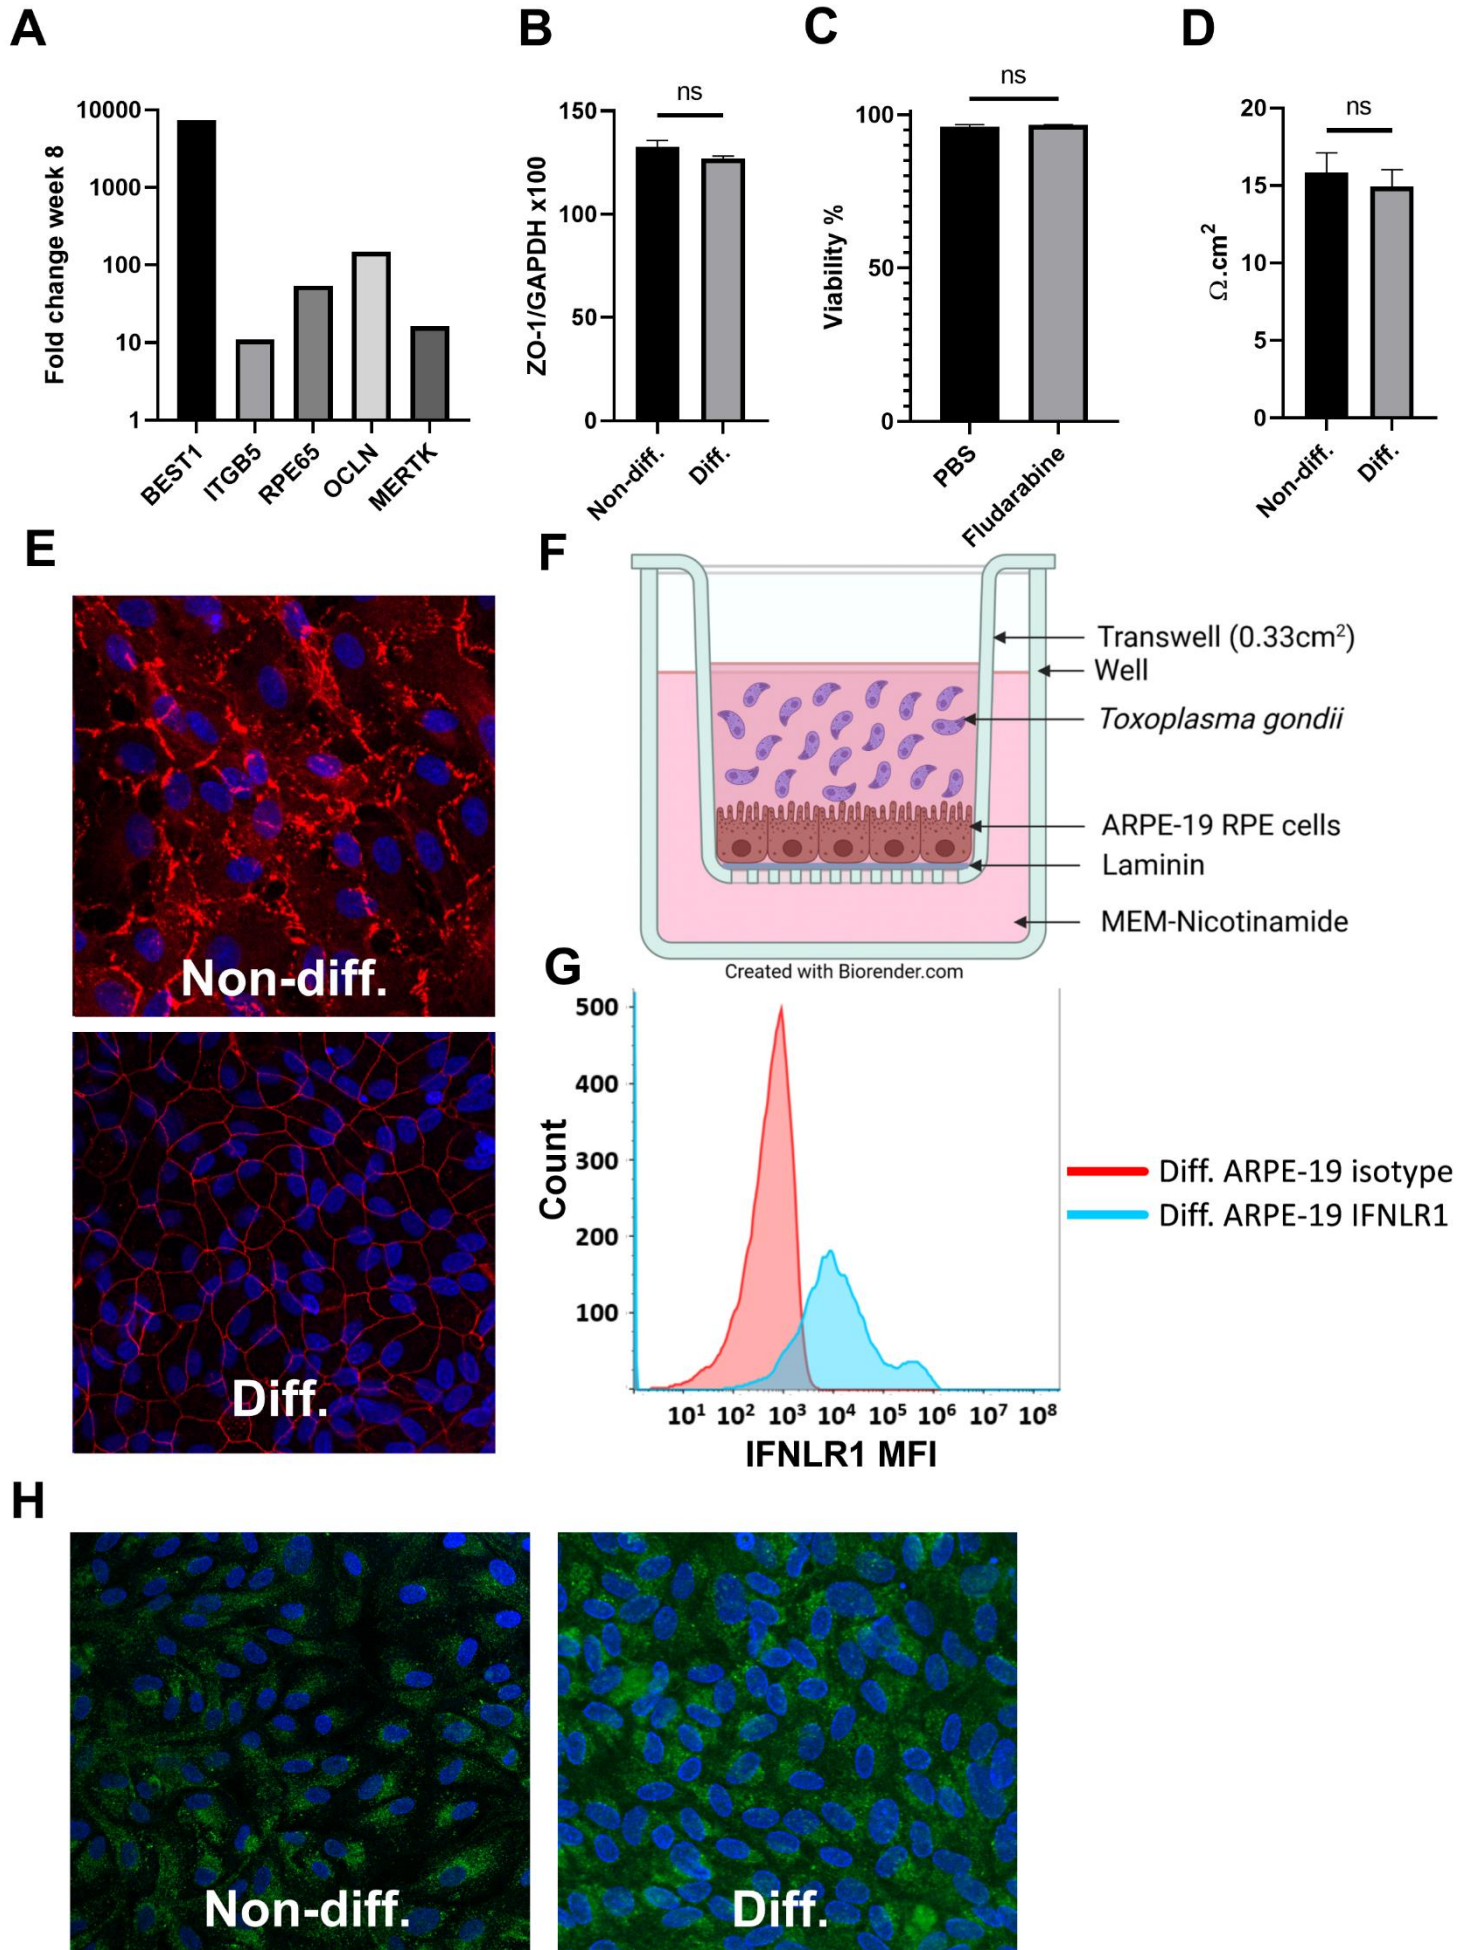 A
Fold change week 8
10000
1000
100
10
1
BEST1
ITGB5
RPE65
OCLN
MERTK
B
ns
ZO-1/GAPDH x100
150
100
50
0
Non-diff.
Diff.
C
ns
Viability %
100
50
0
PBS
Fludarabine
D
ns
Ω.cm²
20
15
10
5
0
Non-diff.
Diff.
E
Non-diff.
Diff.
F
Transwell (0.33cm²)
Well
Toxoplasma gondii
ARPE-19 RPE cells
Laminin
MEM-Nicotinamide
Created with Biorender.com
G
Count
500
400
300
200
100
10¹ 10² 10³ 10⁴ 10⁵ 10⁶ 10⁷ 10⁸
IFNLR1 MFI
Diff. ARPE-19 isotype
Diff. ARPE-19 IFNLR1
H
Non-diff.
Diff.